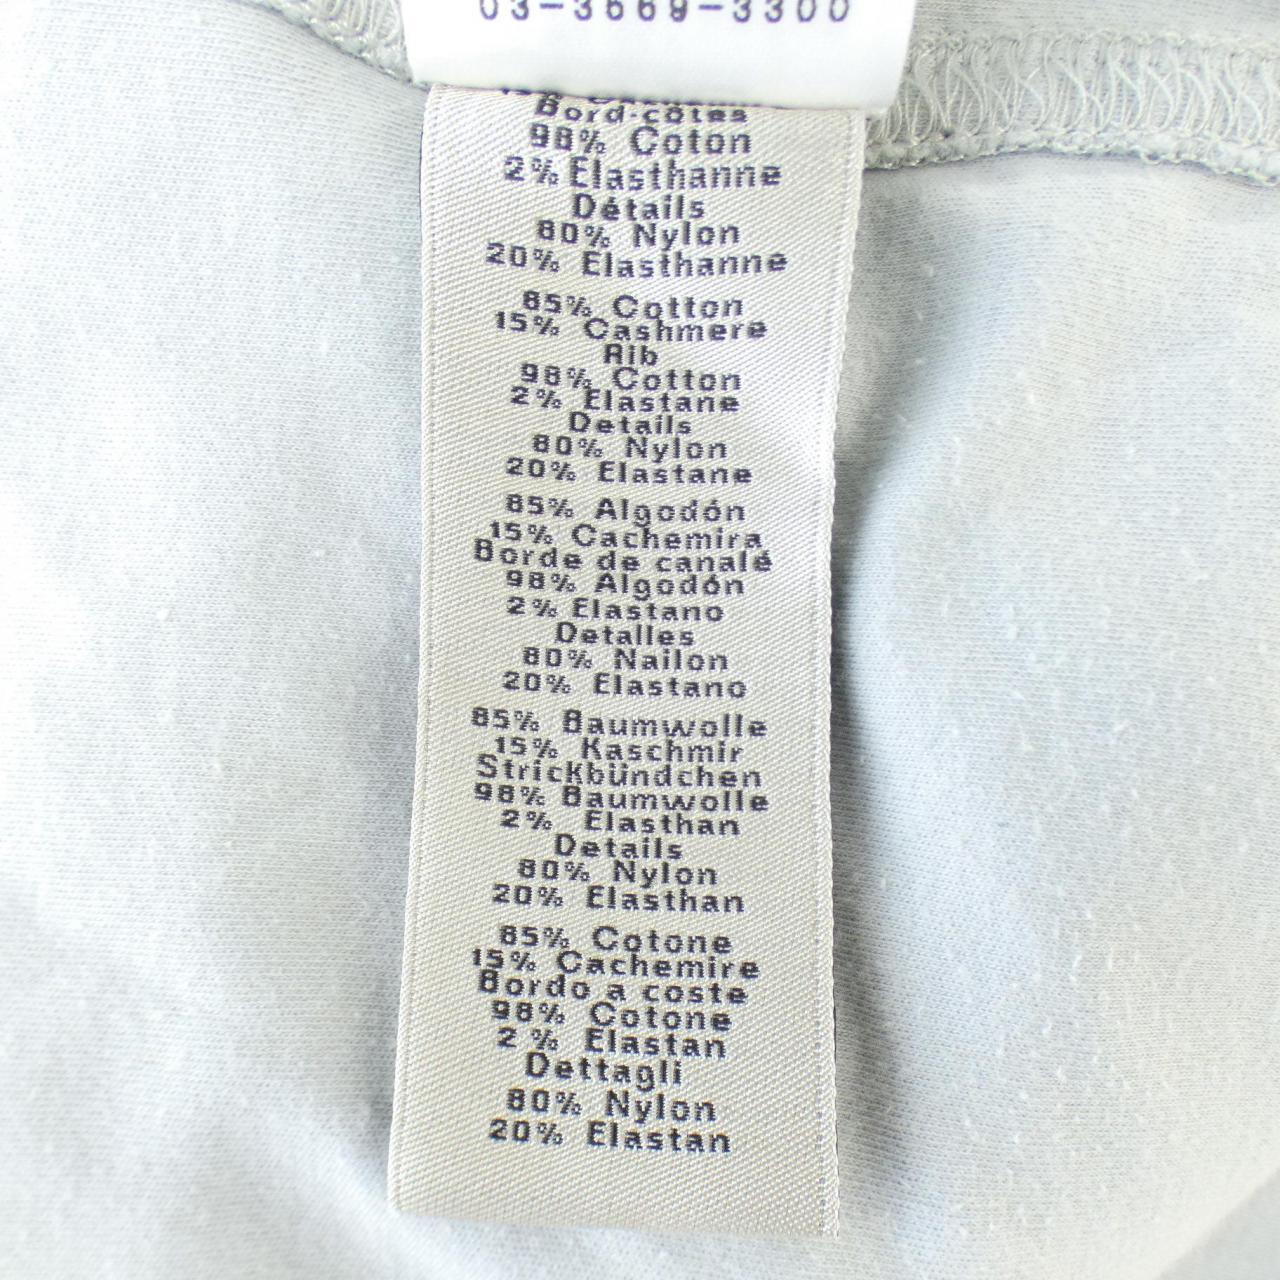 03-3669-3300
Bord-côtes
98% Coton
2% Elasthanne
Détails
80% Nylon
20% Elasthanne
85% Cotton
15% Cashmere
Rib
98% Cotton
2% Elastane
Details
80% Nylon
20% Elastane
85% Algodón
15% Cachemira
Borde de canalé
98% Algodón
2% Elastano
Detalles
80% Nailon
20% Elastano
85% Baumwolle
15% Kaschmir
Strickbündchen
98% Baumwolle
2% Elasthan
Details
80% Nylon
20% Elasthan
85% Cotone
15% Cachemire
Bordo a coste
98% Cotone
2 % Elastan
Dettagli
80% Nylon
20% Elastan